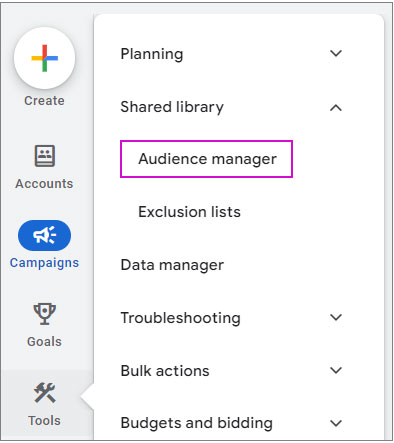 Create
Accounts
Campaigns
Goals
Tools
Planning
Shared library
Audience manager
Exclusion lists
Data manager
Troubleshooting
Bulk actions
Budgets and bidding